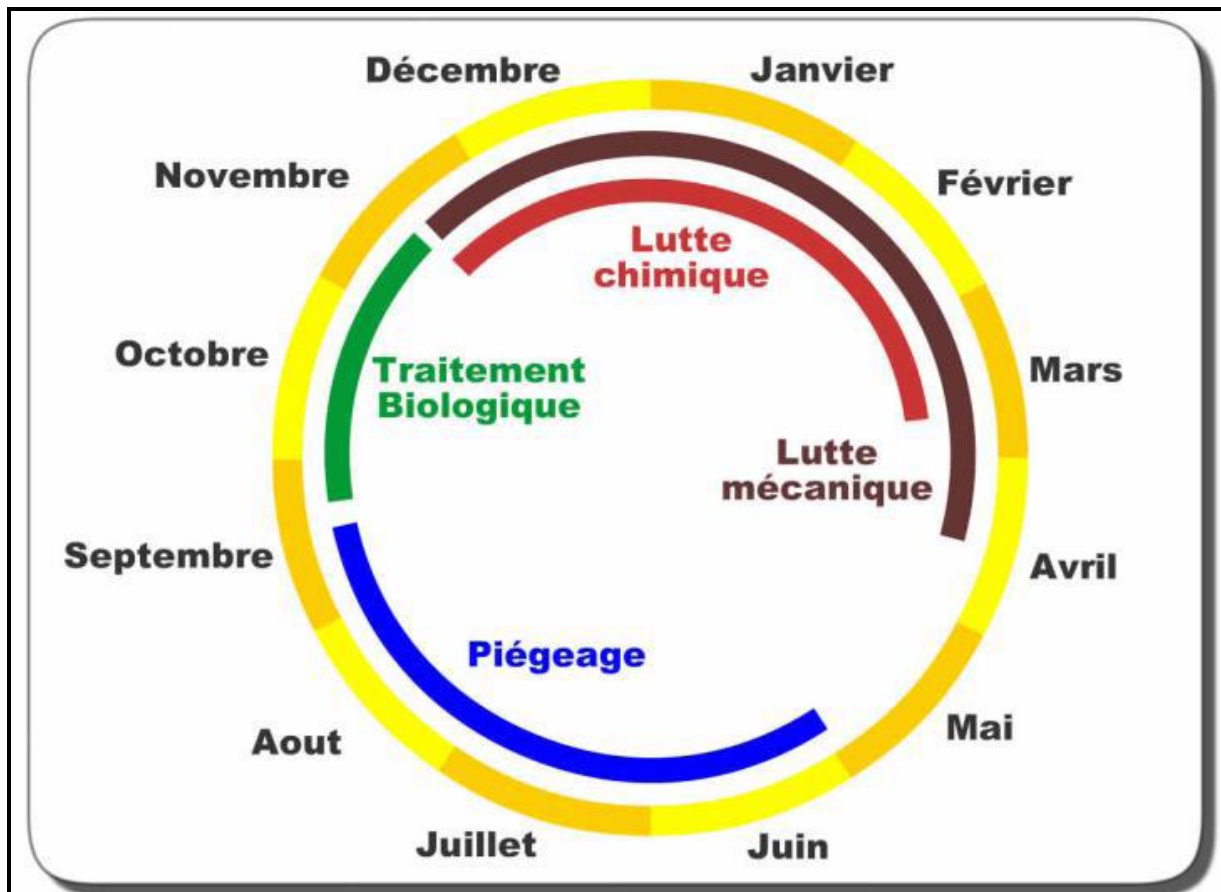 Décembre
Janvier
Novembre
Février
Lutte
chimique
Octobre
Traitement
Biologique
Mars
Lutte
mécanique
Septembre
Avril
Piégeage
Aout
Mai
Juillet
Juin